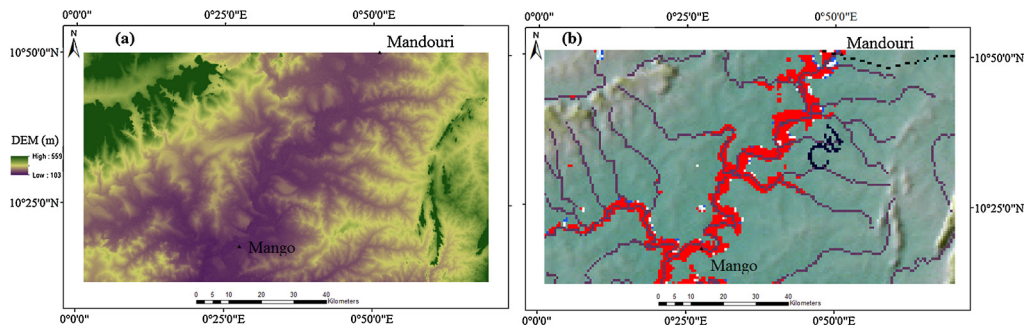 0°0'0" 0°25'0"E 0°50'0"E
N
(a)
Mandouri
10°50'0"N
DEM (m)
High : 559
Low : 103
10°25'0"N
Mango
0 5 10 20 30 40
Kilometers
0°0'0" 0°25'0"E 0°50'0"E
0°0'0" 0°25'0"E 0°50'0"E
N
(b)
Mandouri
10°50'0"N
10°25'0"N
Mango
0 5 10 20 30 40
Kilometers
0°0'0" 0°25'0"E 0°50'0"E